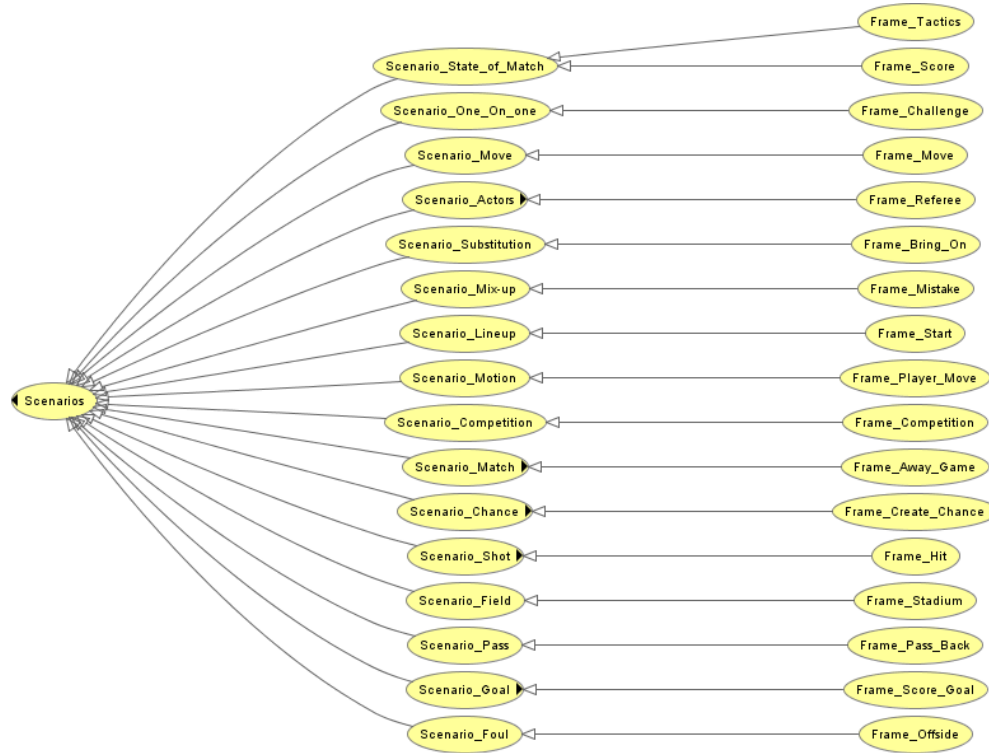 Frame_Tactics
Scenario_State_of_Match
Frame_Score
Scenario_One_On_one
Frame_Challenge
Scenario_Move
Frame_Move
Scenario_Actors
Frame_Referee
Scenario_Substitution
Frame_Bring_On
Scenario_Mix-up
Frame_Mistake
Scenario_Lineup
Frame_Start
Scenario_Motion
Frame_Player_Move
Scenarios
Scenario_Competition
Frame_Competition
Scenario_Match
Frame_Away_Game
Scenario_Chance
Frame_Create_Chance
Scenario_Shot
Frame_Hit
Scenario_Field
Frame_Stadium
Scenario_Pass
Frame_Pass_Back
Scenario_Goal
Frame_Score_Goal
Scenario_Foul
Frame_Offside